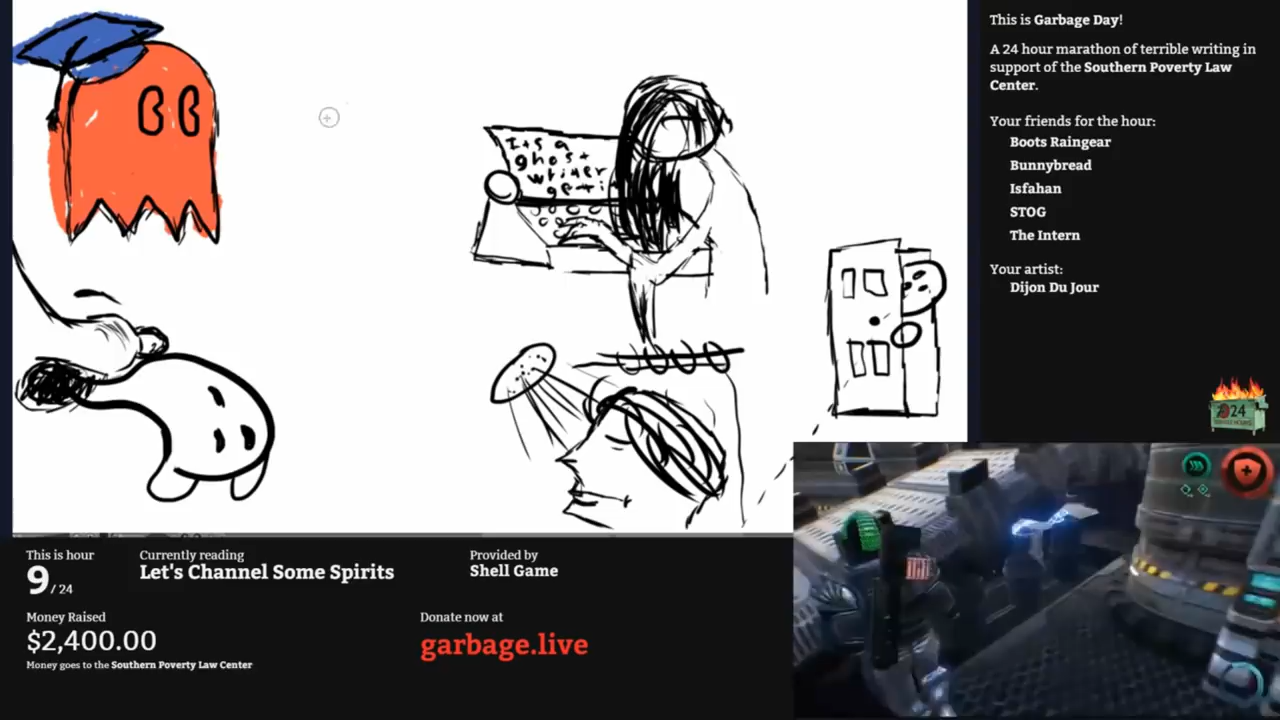 It's a
ghost
writer
This is Garbage Day!
A 24 hour marathon of terrible writing in
support of the Southern Poverty Law
Center.
Your friends for the hour:
Boots Raingear
Bunnybread
Isfahan
STOG
The Intern
Your artist:
Dijon Du Jour
This is hour
9 / 24
Currently reading
Let's Channel Some Spirits
Provided by
Shell Game
Money Raised
$2,400.00
Money goes to the Southern Poverty Law Center
Donate now at
garbage.live